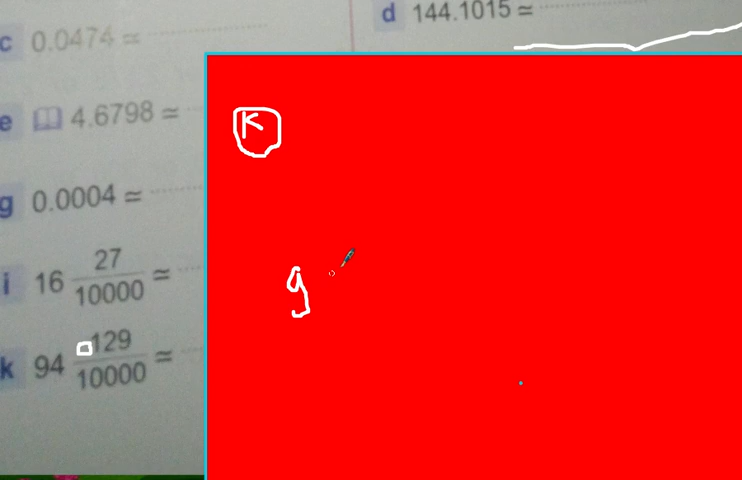 c 0.0474 ≃
d 144.1015 ≃
e 4.6798 ≃
g 0.0004 ≃
i 16 27/10000 ≃
k 94 129/10000 ≃
K
9